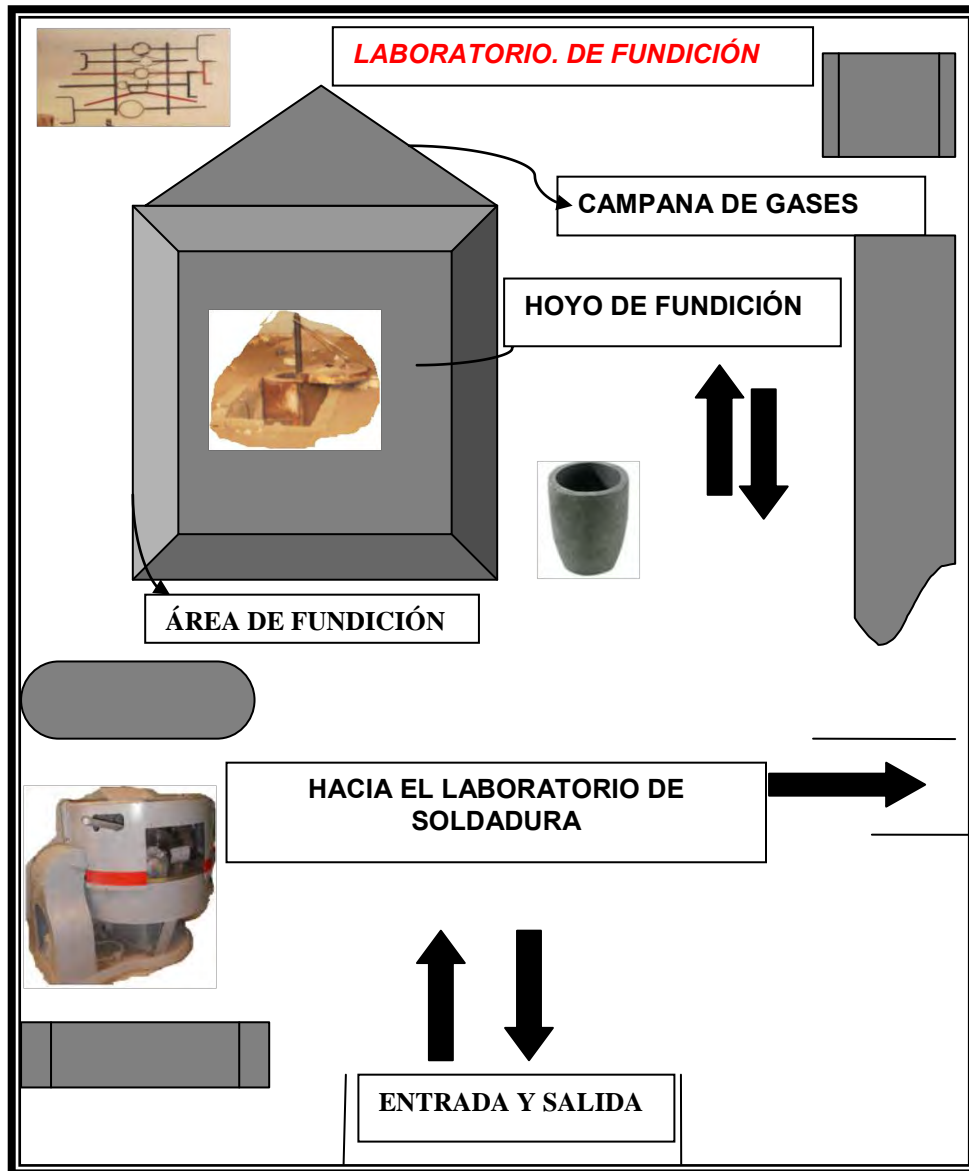 LABORATORIO. DE FUNDICIÓN
CAMPANA DE GASES
HOYO DE FUNDICIÓN
ÁREA DE FUNDICIÓN
HACIA EL LABORATORIO DE
SOLDADURA
ENTRADA Y SALIDA